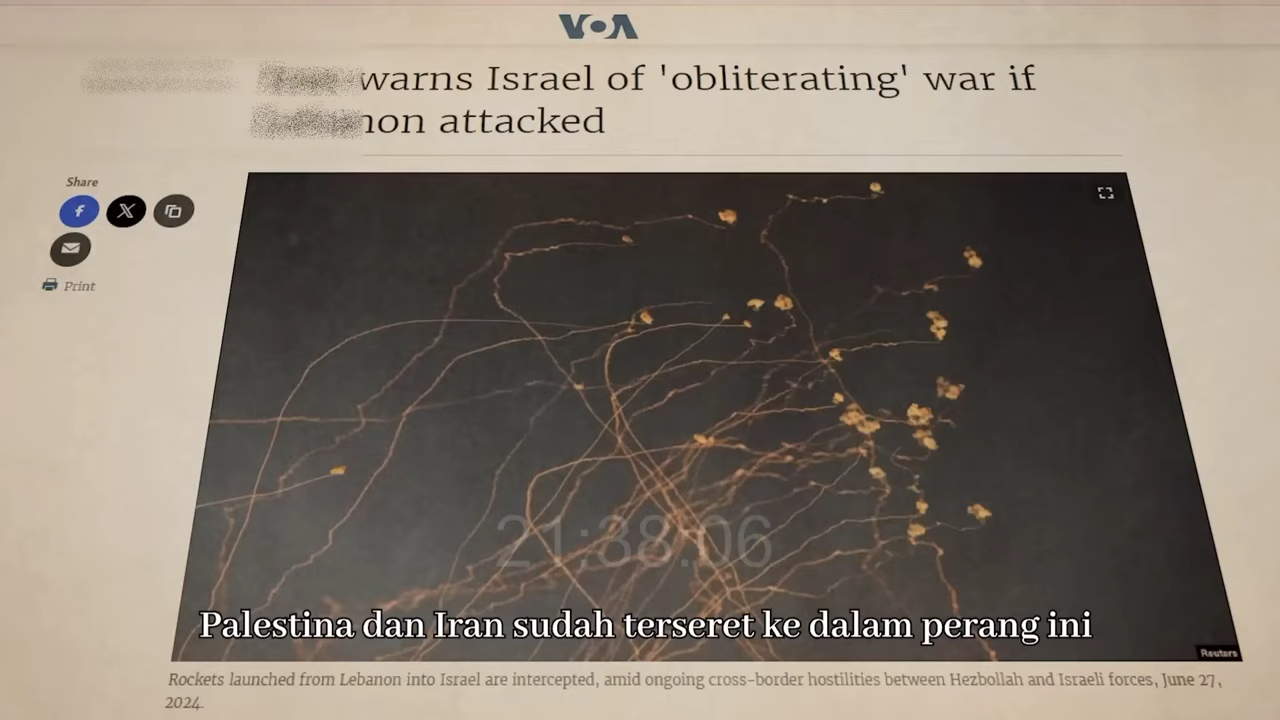 VOA
warns Israel of 'obliterating' war if
non attacked
Share
Print
21:38.06
Palestina dan Iran sudah terseret ke dalam perang ini
Reuters
Rockets launched from Lebanon into Israel are intercepted, amid ongoing cross-border hostilities between Hezbollah and Israeli forces, June 27,
2024.